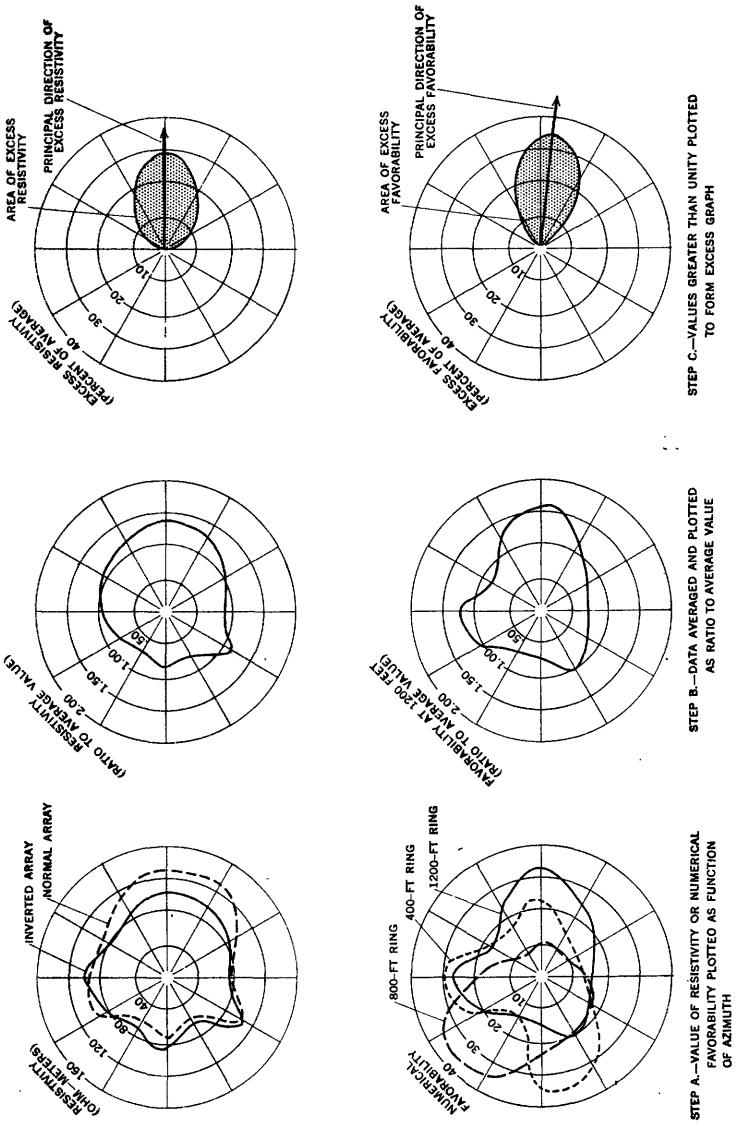 INVERTED ARRAY
NORMAL ARRAY
RESISTIVITY
(OHM METERS)
160
120
80
40
RESISTIVITY
(RATIO TO AVERAGE VALUE)
2.00
1.50
1.00
.50
AREA OF EXCESS
RESISTIVITY
PRINCIPAL DIRECTION OF
EXCESS RESISTIVITY
EXCESS RESISTIVITY
(PERCENT OF AVERAGE)
40
30
20
10
800-FT RING
400-FT RING
1200-FT RING
NUMERICAL
FAVORABILITY
40
30
20
10
FAVORABILITY AT 1200 FEET
(RATIO TO AVERAGE VALUE)
2.00
1.50
1.00
.50
AREA OF EXCESS
FAVORABILITY
PRINCIPAL DIRECTION OF
EXCESS FAVORABILITY
EXCESS FAVORABILITY
(PERCENT OF AVERAGE)
40
30
20
10
STEP A.—VALUE OF RESISTIVITY OR NUMERICAL
FAVORABILITY PLOTTED AS FUNCTION
OF AZIMUTH
STEP B.—DATA AVERAGED AND PLOTTED
AS RATIO TO AVERAGE VALUE
STEP C.—VALUES GREATER THAN UNITY PLOTTED
TO FORM EXCESS GRAPH